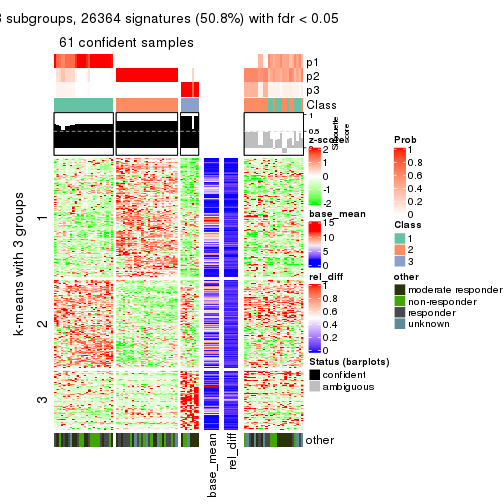 3 subgroups, 26364 signatures (50.8%) with fdr < 0.05
61 confident samples
p1
p2
p3
Class
1
0.5
0
Silhouette
score
k-means with 3 groups
1
2
3
other
base_mean
rel_diff
z-score
2
1
0
-1
-2
base_mean
15
10
5
0
rel_diff
1
0.8
0.6
0.4
0.2
0
Status (barplots)
confident
ambiguous
Prob
1
0.8
0.6
0.4
0.2
0
Class
1
2
3
other
moderate responder
non-responder
responder
unknown